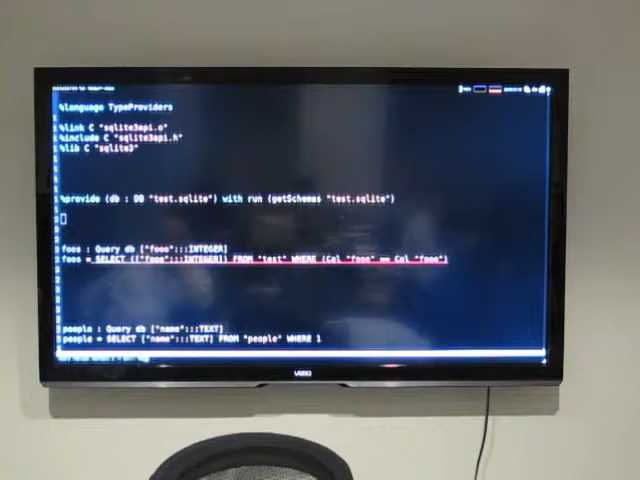 %language TypeProviders
%link C "sqlite3api.o"
%include C "sqlite3api.h"
%lib C "sqlite3"
%provide (db : DB "test.sqlite") with run (getSchemas "test.sqlite")
foos : Query db ["foo":::INTEGER]
foos = SELECT (["foo":::INTEGER]) FROM "test" WHERE (Col "foo" == Col "foo")
people : Query db ["name":::TEXT]
people = SELECT ["name":::TEXT] FROM "people" WHERE 1
VIZIO